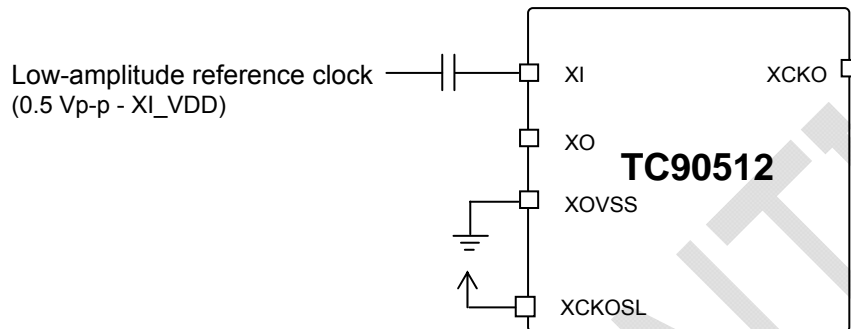 Low-amplitude reference clock
(0.5 Vp-p - XI_VDD)
XI
XCKO
XO
TC90512
XOVSS
XCKOSL